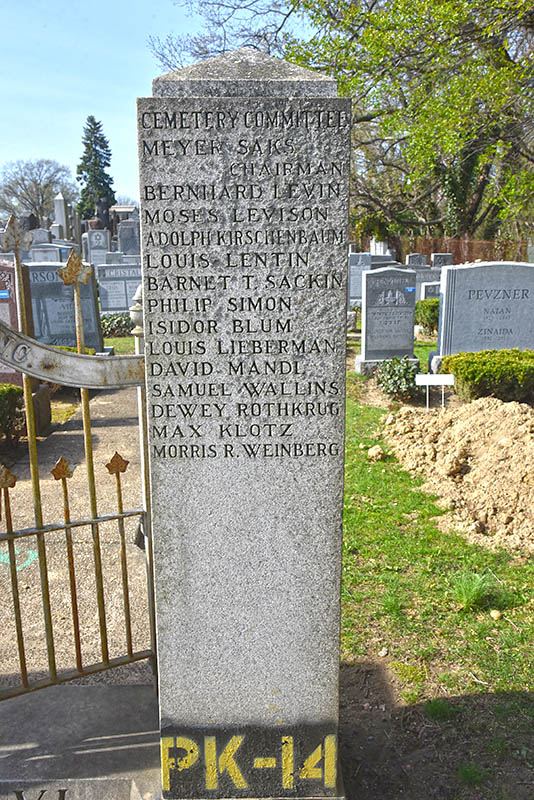 CEMETERY COMMITTEE
MEYER SAKS
CHAIRMAN
BERNHARD LEVIN
MOSES LEVISON
ADOLPH KIRSCHENBAUM
LOUIS LENTIN
BARNET T. SACKIN
PHILIP SIMON
ISIDOR BLUM
LOUIS LIEBERMAN
DAVID MANDL
SAMUEL WALLINS
DEWEY ROTHKRUG
MAX KLOTZ
MORRIS R. WEINBERG
PK-14
PEVZNER
NATAN
ZINAIDA
CRISTAL